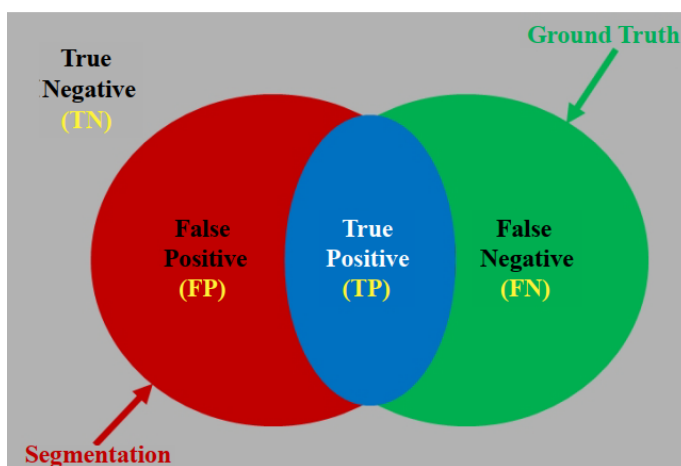 Ground Truth
True
Negative
(TN)
False
Positive
(FP)
True
Positive
(TP)
False
Negative
(FN)
Segmentation